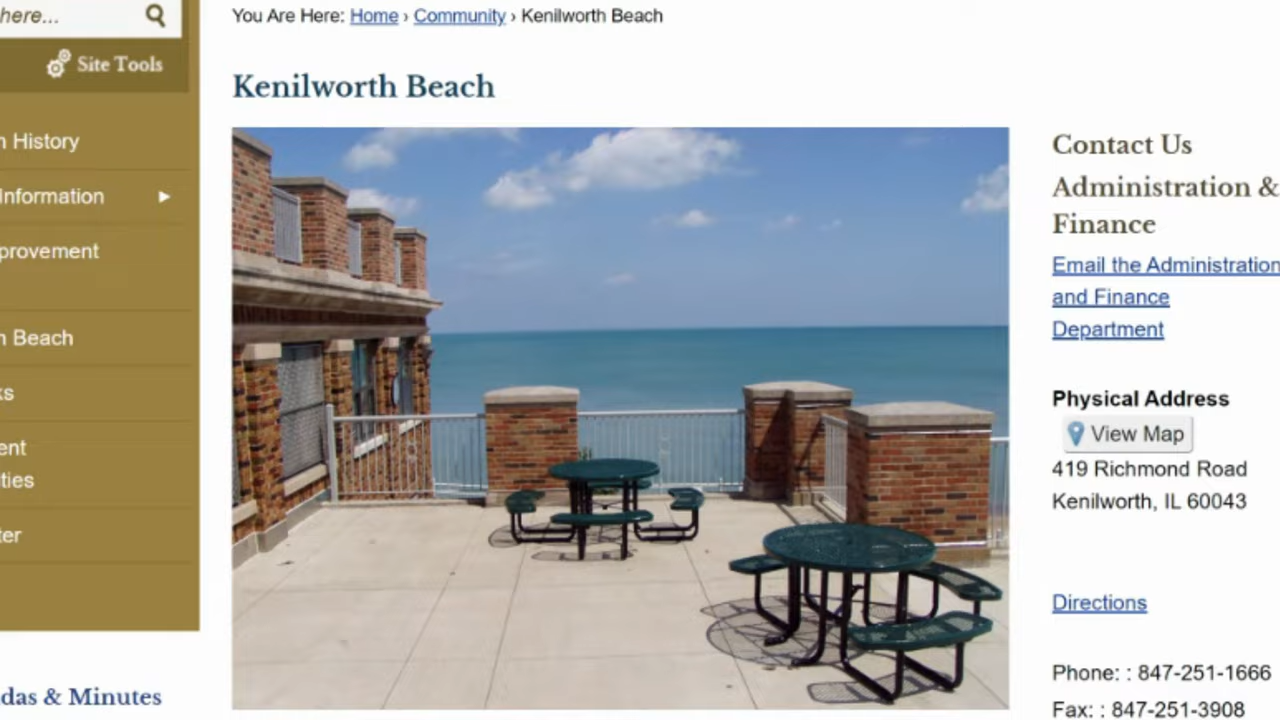 here...
Site Tools
History
Information
provement
Beach
ent
ties
ter
das & Minutes
You Are Here: Home › Community › Kenilworth Beach
Kenilworth Beach
Contact Us
Administration &
Finance
Email the Administration
and Finance
Department
Physical Address
View Map
419 Richmond Road
Kenilworth, IL 60043
Directions
Phone: : 847-251-1666
Fax: : 847-251-3908